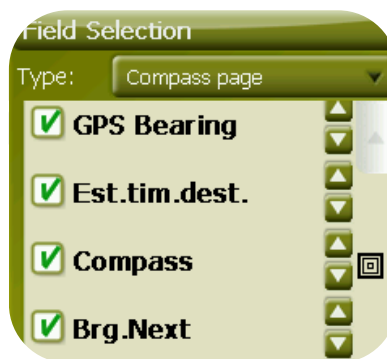 Field Selection
Type: Compass page
GPS Bearing
Est.tim.dest.
Compass
Brg.Next